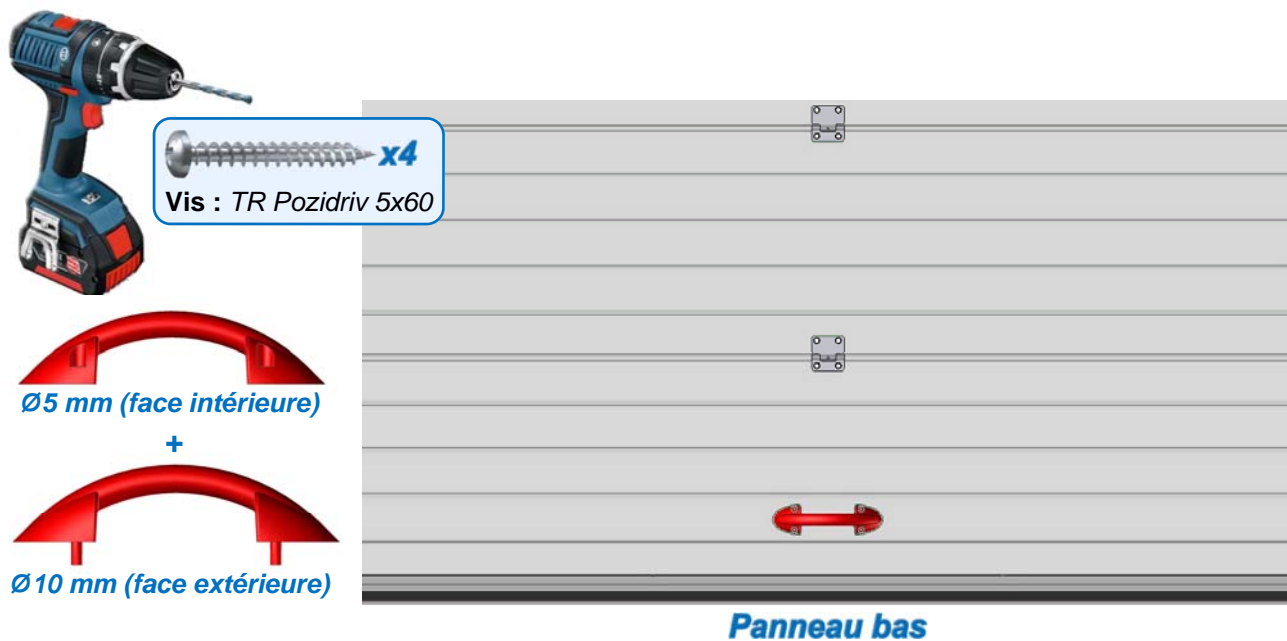 x4
Vis : TR Pozidriv 5x60
Ø5 mm (face intérieure)
+
Ø10 mm (face extérieure)
Panneau bas